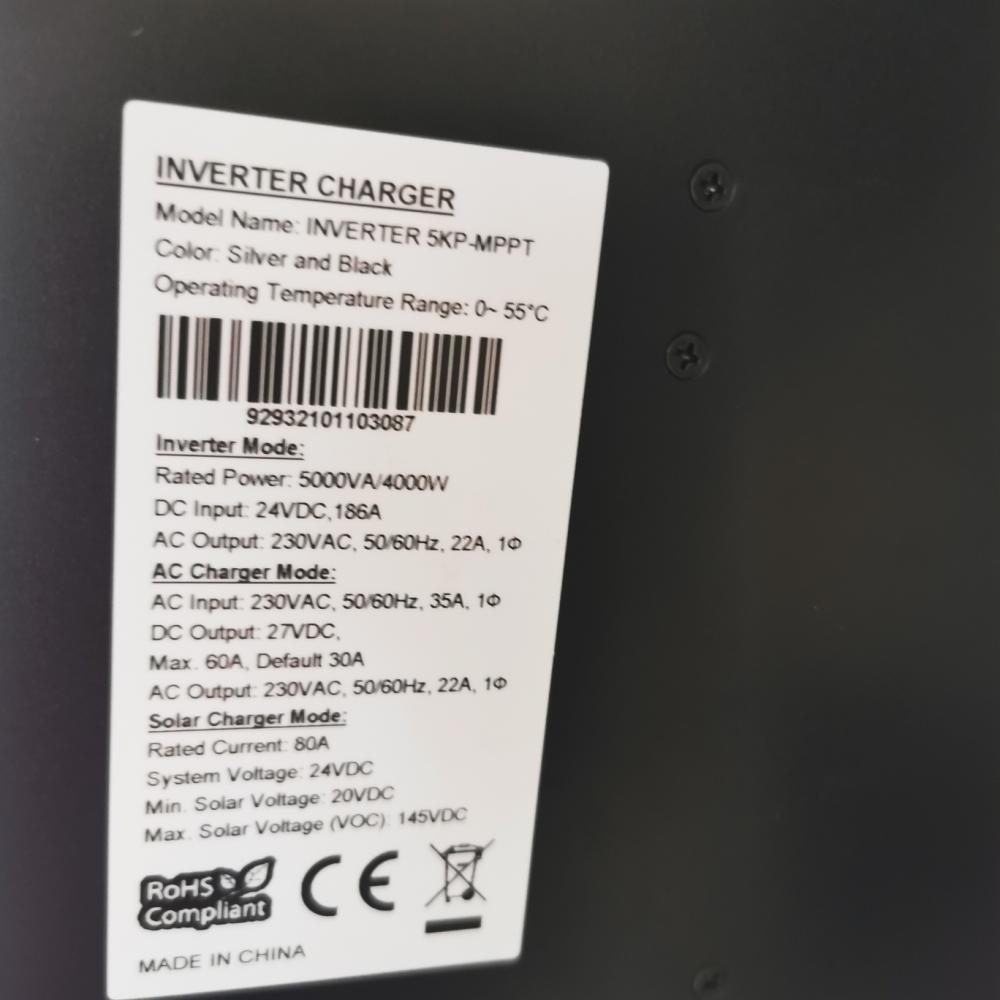 INVERTER CHARGER
Model Name: INVERTER 5KP-MPPT
Color: Silver and Black
Operating Temperature Range: 0~ 55°C
92932101103087
Inverter Mode:
Rated Power: 5000VA/4000W
DC Input: 24VDC,186A
AC Output: 230VAC, 50/60Hz, 22A, 1Φ
AC Charger Mode:
AC Input: 230VAC, 50/60Hz, 35A, 1Φ
DC Output: 27VDC,
Max. 60A, Default 30A
AC Output: 230VAC, 50/60Hz, 22A, 1Φ
Solar Charger Mode:
Rated Current: 80A
System Voltage: 24VDC
Min. Solar Voltage: 20VDC
Max. Solar Voltage (VOC): 145VDC
RoHS
Compliant
CE
MADE IN CHINA